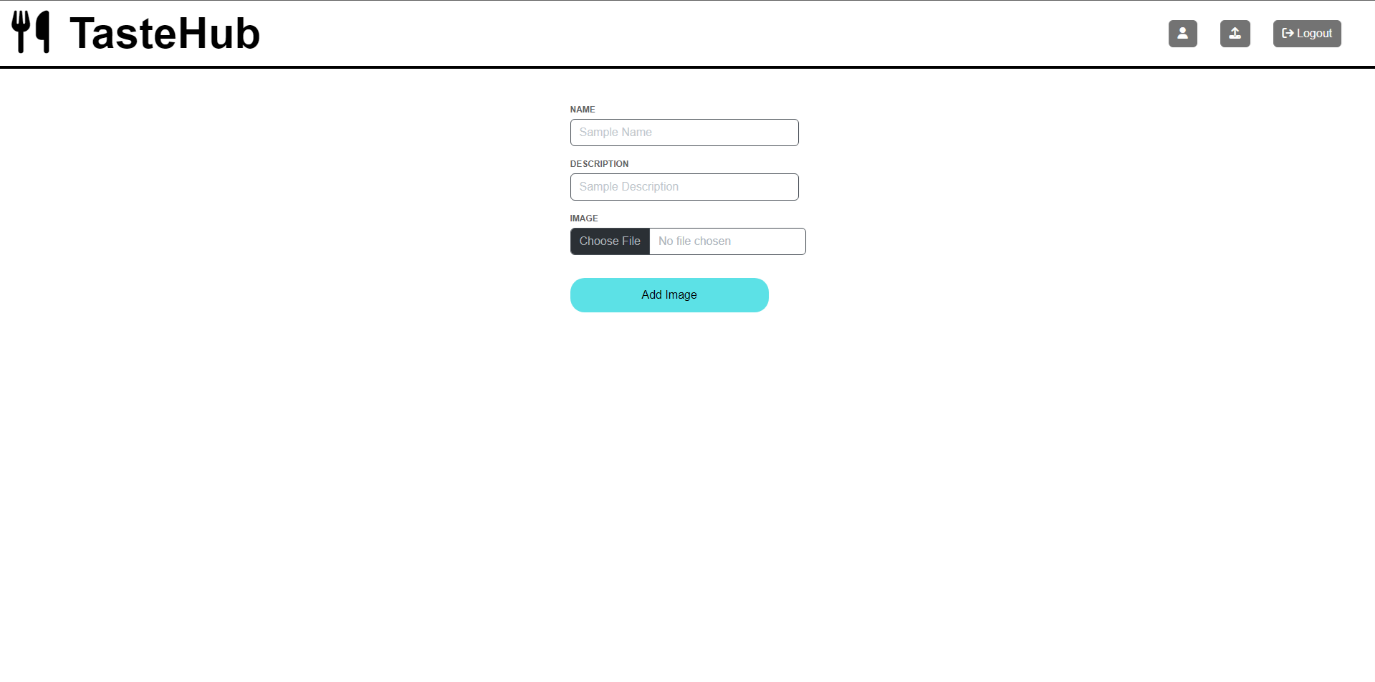 TasteHub
Logout
NAME
Sample Name
DESCRIPTION
Sample Description
IMAGE
Choose File No file chosen
Add Image